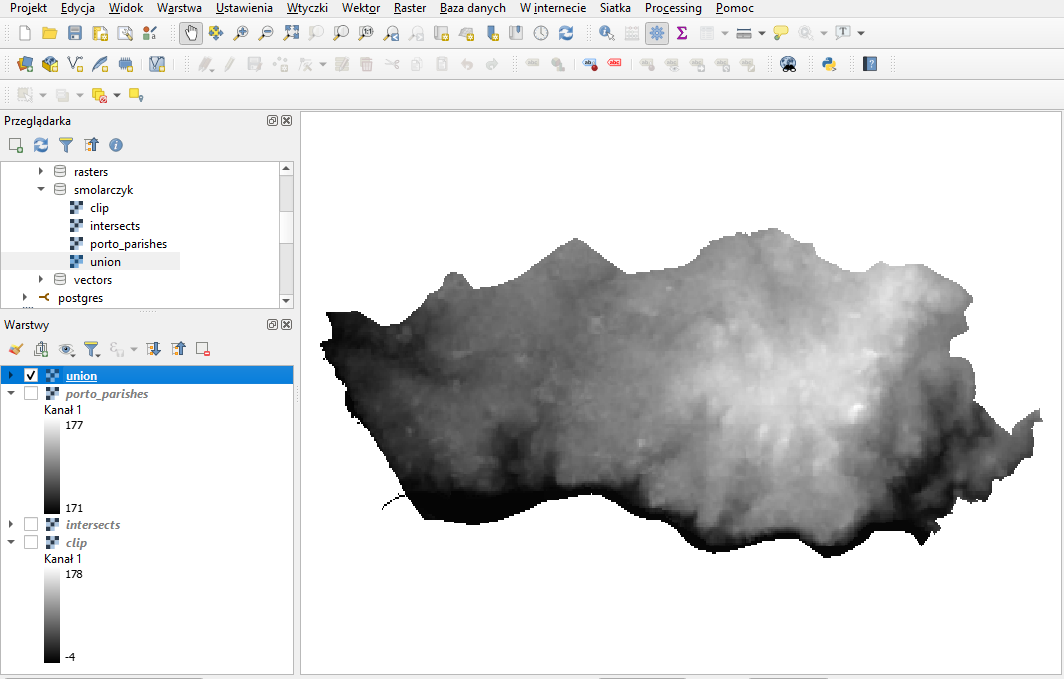 Projekt Edycja Widok Warstwa Ustawienia Wtyczki Wektor Raster Baza danych W internecie Siatka Processing Pomoc
Przeglądarka
rasters
smolarczyk
clip
intersects
porto_parishes
union
vectors
postgres
Warstwy
union
porto_parishes
Kanał 1
177
171
intersects
clip
Kanał 1
178
-4